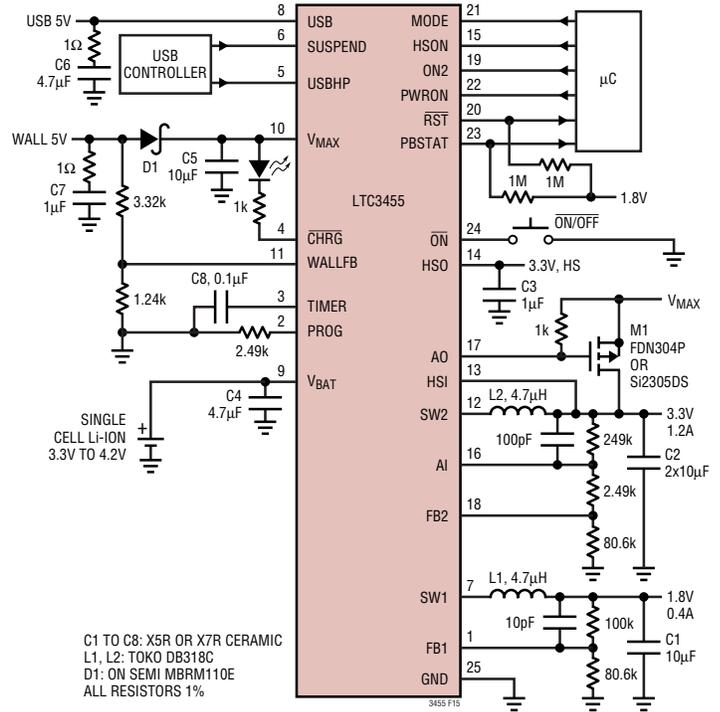 USB 5V
1Ω
C6
4.7µF
USB
CONTROLLER
8
USB
6
SUSPEND
5
USBHP
WALL 5V
1Ω
C7
1µF
D1
C5
10µF
1k
3.32k
1.24k
10
VMAX
4
CHRG
11
WALLFB
C8, 0.1µF
3
TIMER
2
PROG
2.49k
9
VBAT
C4
4.7µF
SINGLE
CELL Li-ION
3.3V TO 4.2V
+
LTC3455
MODE
21
HSON
15
ON2
19
PWRON
22
RST
20
PBSTAT
23
µC
1M
1M
1.8V
ON
24
ON/OFF
HSO
14
3.3V, HS
C3
1µF
VMAX
1k
M1
FDN304P
OR
Si2305DS
AO
17
HSI
13
SW2
12
L2, 4.7µH
3.3V
1.2A
100pF
249k
C2
2x10µF
AI
16
2.49k
FB2
18
80.6k
SW1
7
L1, 4.7µH
1.8V
0.4A
10pF
100k
C1
10µF
FB1
1
80.6k
GND
25
C1 TO C8: X5R OR X7R CERAMIC
L1, L2: TOKO DB318C
D1: ON SEMI MBRM110E
ALL RESISTORS 1%
3455 F15